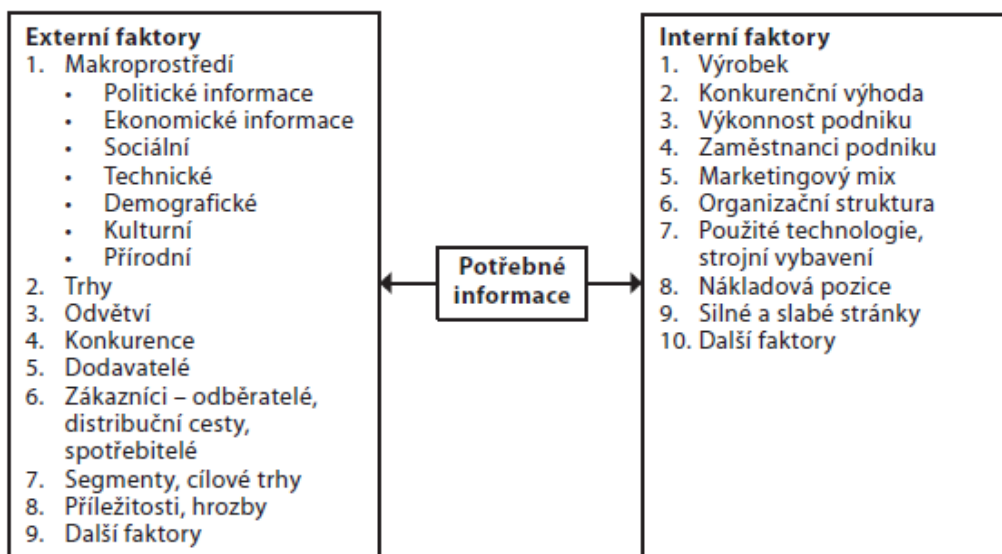 Externí faktory
1. Makroprostředí
• Politické informace
• Ekonomické informace
• Sociální
• Technické
• Demografické
• Kulturní
• Přírodní
2. Trhy
3. Odvětví
4. Konkurence
5. Dodavatelé
6. Zákazníci – odběratelé,
distribuční cesty,
spotřebitelé
7. Segmenty, cílové trhy
8. Příležitosti, hrozby
9. Další faktory
Potřebné
informace
Interní faktory
1. Výrobek
2. Konkurenční výhoda
3. Výkonnost podniku
4. Zaměstnanci podniku
5. Marketingový mix
6. Organizační struktura
7. Použité technologie,
strojní vybavení
8. Nákladová pozice
9. Silné a slabé stránky
10. Další faktory